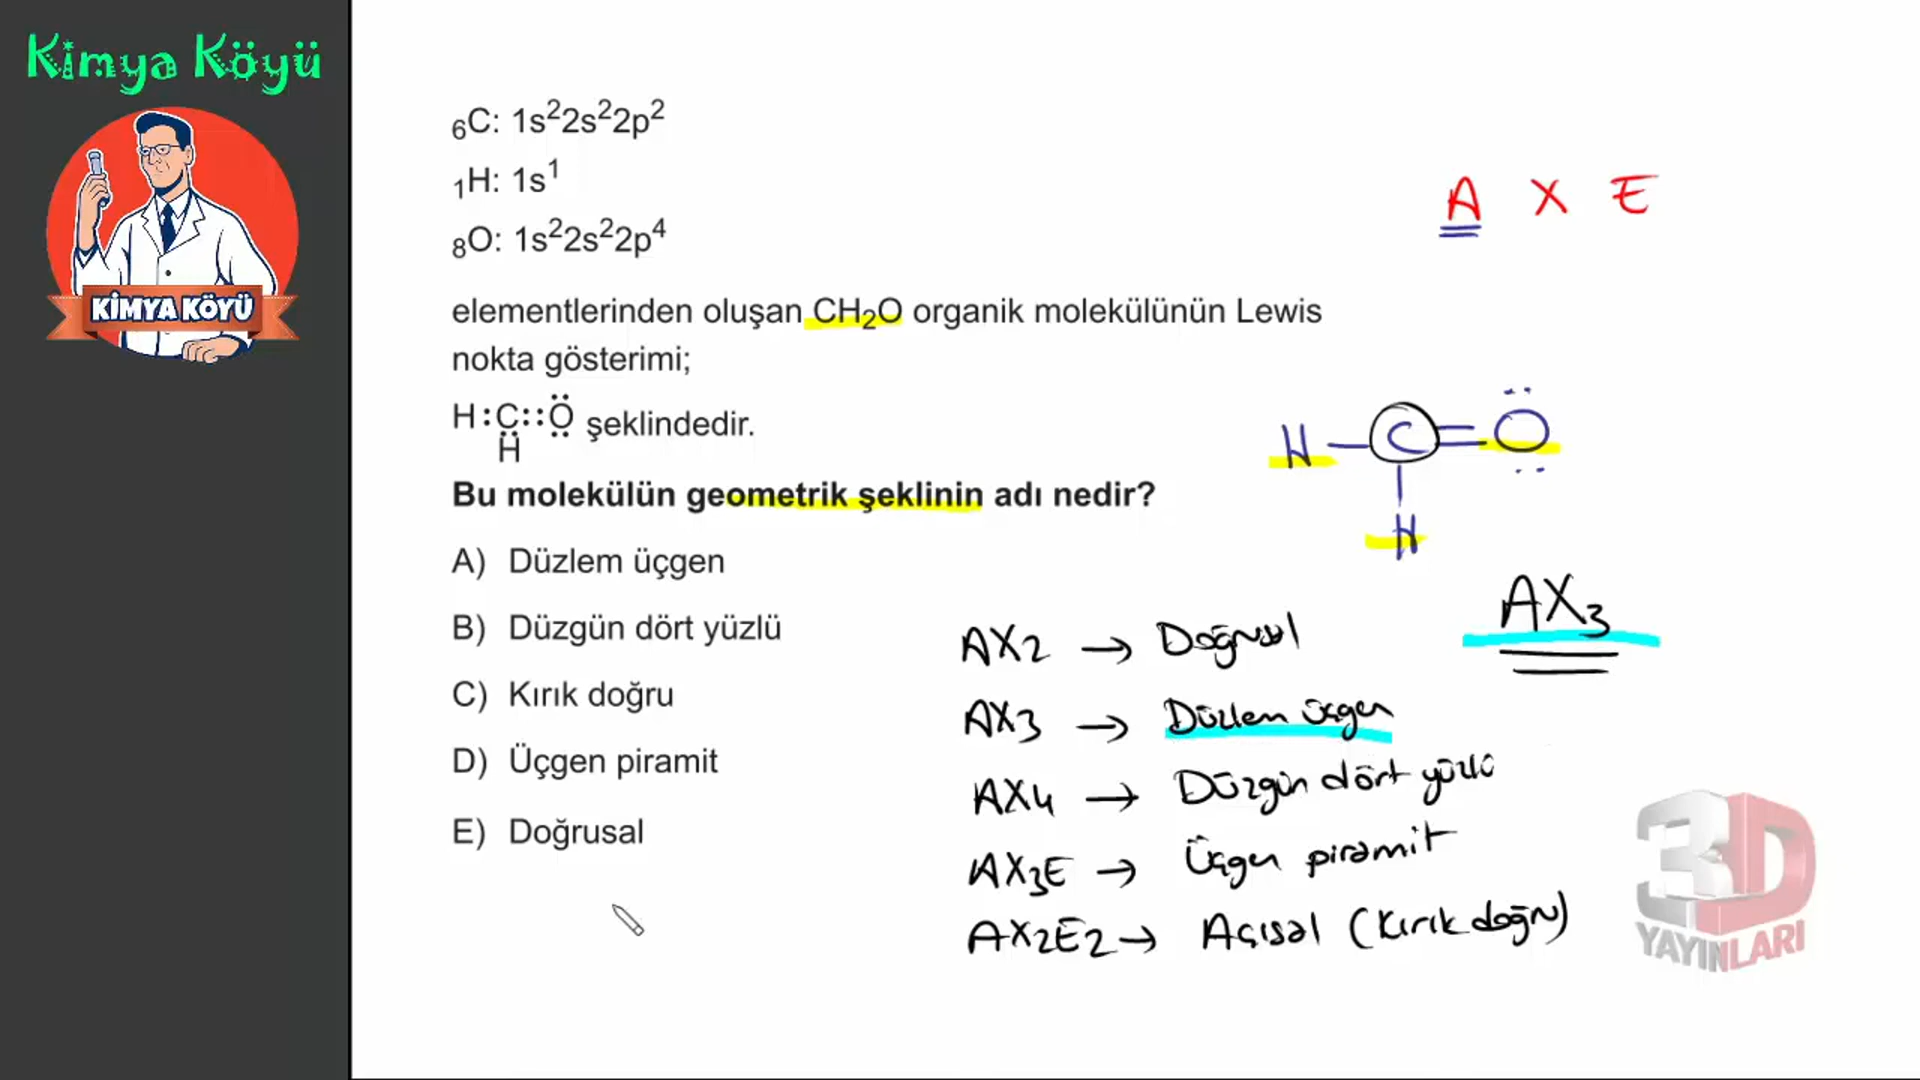 Kimya Köyü
KİMYA KÖYÜ
₆C: 1s²2s²2p²
₁H: 1s¹
₈O: 1s²2s²2p⁴
elementlerinden oluşan CH₂O organik molekülünün Lewis
nokta gösterimi;
H:C::Ö şeklindedir.
H
Bu molekülün geometrik şeklinin adı nedir?
A) Düzlem üçgen
B) Düzgün dört yüzlü
C) Kırık doğru
D) Üçgen piramit
E) Doğrusal
A X E
H–C=O
H
AX₃
AX2 → Doğrusal
AX3 → Düzlem üçgen
AX4 → Düzgün dört yüzlü
AX₃E → Üçgen piramit
AX2E2 → Açısal (Kırık doğru)
3D
YAYINLARI